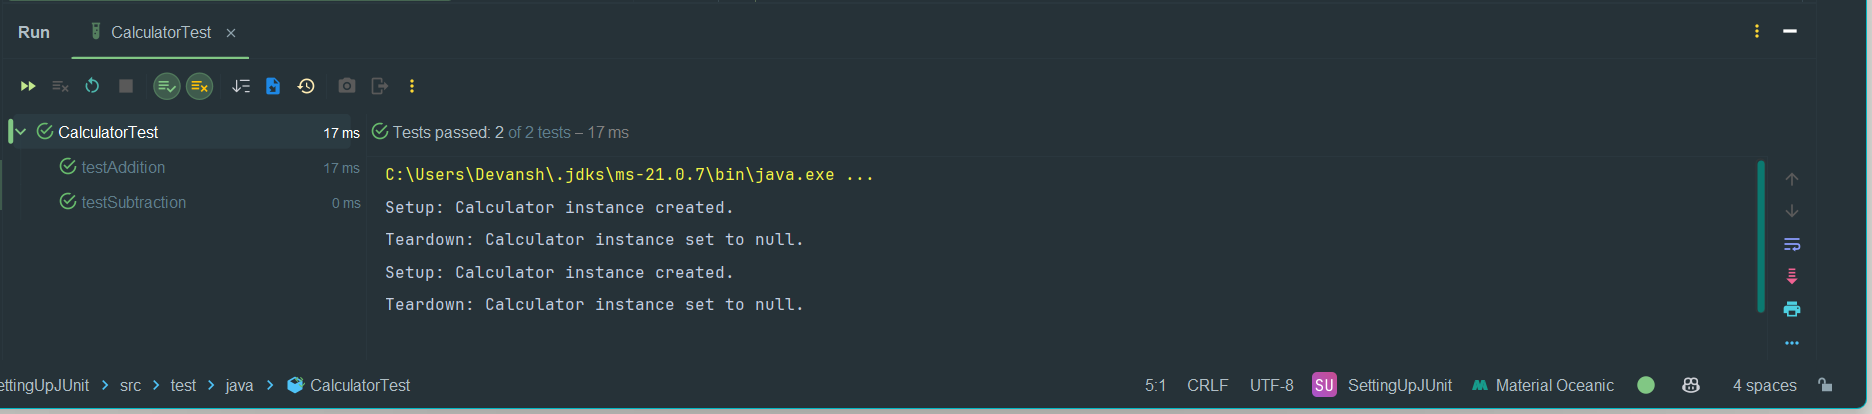 Run CalculatorTest ×
CalculatorTest 17 ms
testAddition 17 ms
testSubtraction 0 ms
Tests passed: 2 of 2 tests – 17 ms
C:\Users\Devansh\.jdks\ms-21.0.7\bin\java.exe ...
Setup: Calculator instance created.
Teardown: Calculator instance set to null.
Setup: Calculator instance created.
Teardown: Calculator instance set to null.
ettingUpJUnit > src > test > java > CalculatorTest 5:1 CRLF UTF-8 SU SettingUpJUnit Material Oceanic 4 spaces